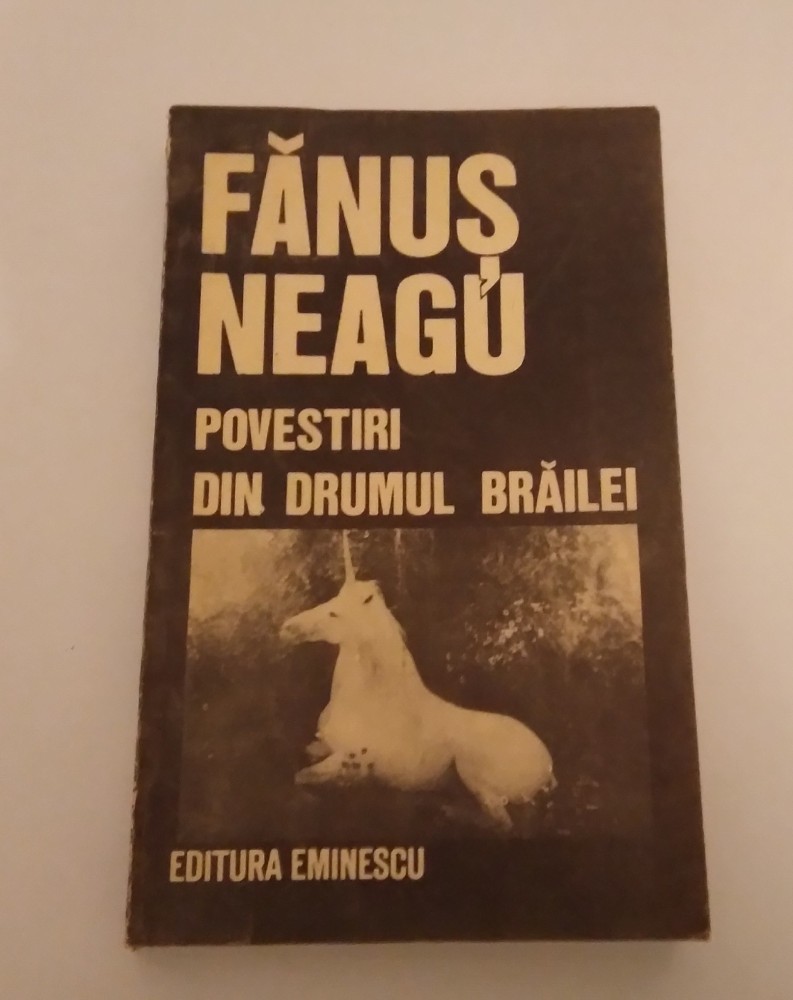 FĂNUȘ
NEAGU
POVESTIRI
DIN DRUMUL BRĂILEI
EDITURA EMINESCU